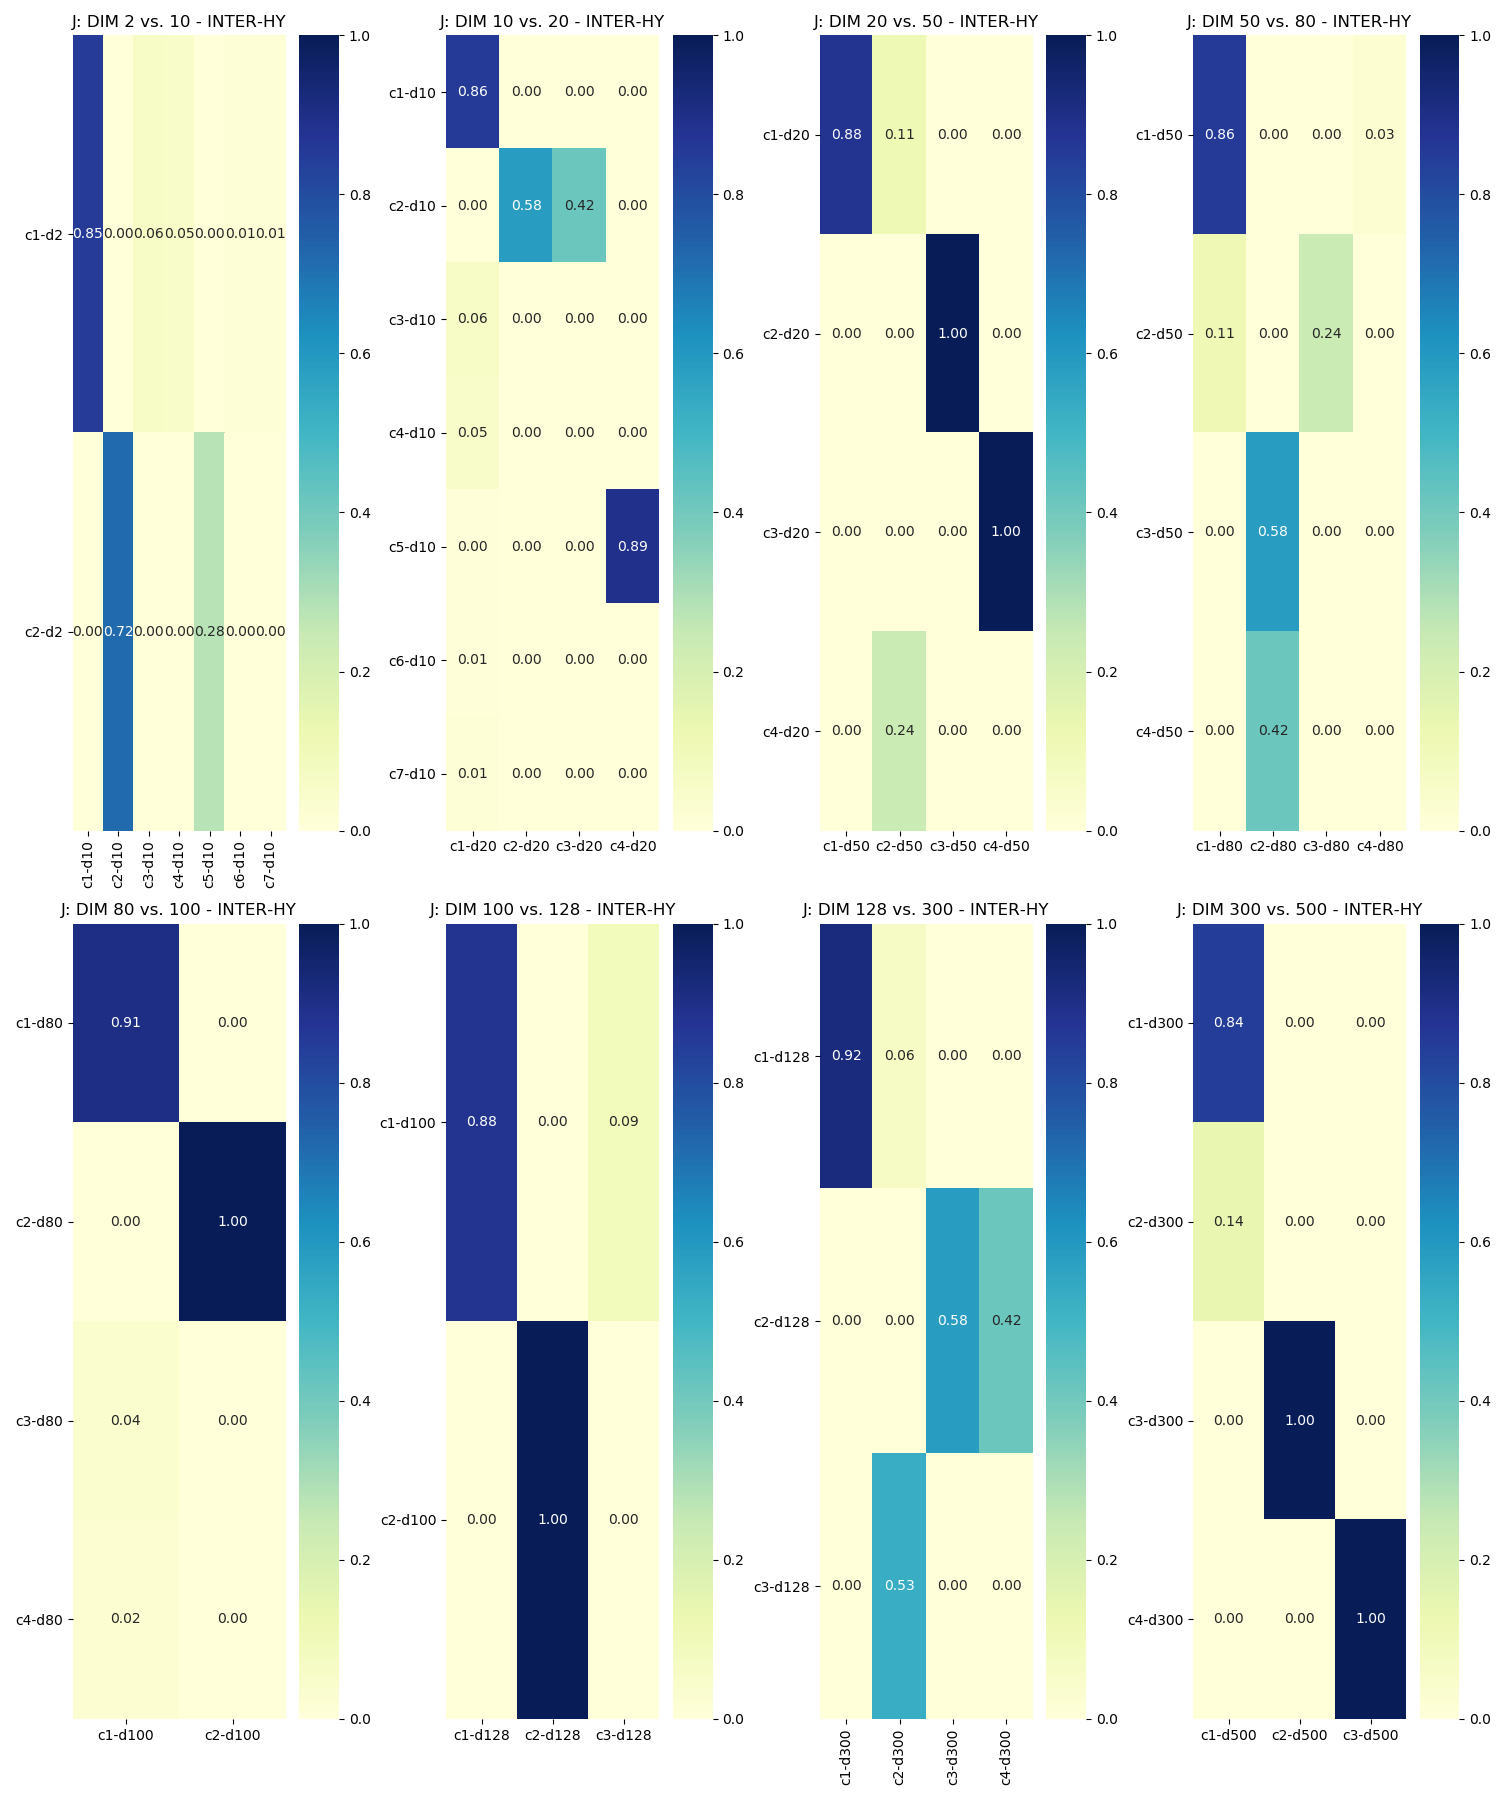 J: DIM 2 vs. 10 - INTER-HY
c1-d2
c2-d2
0.85 0.00 0.06 0.05 0.00 0.01 0.01
0.00 0.72 0.00 0.00 0.28 0.00 0.00
c1-d10 c2-d10 c3-d10 c4-d10 c5-d10 c6-d10 c7-d10
1.0
0.8
0.6
0.4
0.2
0.0
J: DIM 10 vs. 20 - INTER-HY
c1-d10 0.86 0.00 0.00 0.00
c2-d10 0.00 0.58 0.42 0.00
c3-d10 0.06 0.00 0.00 0.00
c4-d10 0.05 0.00 0.00 0.00
c5-d10 0.00 0.00 0.00 0.89
c6-d10 0.01 0.00 0.00 0.00
c7-d10 0.01 0.00 0.00 0.00
c1-d20 c2-d20 c3-d20 c4-d20
1.0
0.8
0.6
0.4
0.2
0.0
J: DIM 20 vs. 50 - INTER-HY
c1-d20 0.88 0.11 0.00 0.00
c2-d20 0.00 0.00 1.00 0.00
c3-d20 0.00 0.00 0.00 1.00
c4-d20 0.00 0.24 0.00 0.00
c1-d50 c2-d50 c3-d50 c4-d50
1.0
0.8
0.6
0.4
0.2
0.0
J: DIM 50 vs. 80 - INTER-HY
c1-d50 0.86 0.00 0.00 0.03
c2-d50 0.11 0.00 0.24 0.00
c3-d50 0.00 0.58 0.00 0.00
c4-d50 0.00 0.42 0.00 0.00
c1-d80 c2-d80 c3-d80 c4-d80
1.0
0.8
0.6
0.4
0.2
0.0
J: DIM 80 vs. 100 - INTER-HY
c1-d80 0.91 0.00
c2-d80 0.00 1.00
c3-d80 0.04 0.00
c4-d80 0.02 0.00
c1-d100 c2-d100
1.0
0.8
0.6
0.4
0.2
0.0
J: DIM 100 vs. 128 - INTER-HY
c1-d100 0.88 0.00 0.09
c2-d100 0.00 1.00 0.00
c1-d128 c2-d128 c3-d128
1.0
0.8
0.6
0.4
0.2
0.0
J: DIM 128 vs. 300 - INTER-HY
c1-d128 0.92 0.06 0.00 0.00
c2-d128 0.00 0.00 0.58 0.42
c3-d128 0.00 0.53 0.00 0.00
c1-d300 c2-d300 c3-d300 c4-d300
1.0
0.8
0.6
0.4
0.2
0.0
J: DIM 300 vs. 500 - INTER-HY
c1-d300 0.84 0.00 0.00
c2-d300 0.14 0.00 0.00
c3-d300 0.00 1.00 0.00
c4-d300 0.00 0.00 1.00
c1-d500 c2-d500 c3-d500
1.0
0.8
0.6
0.4
0.2
0.0